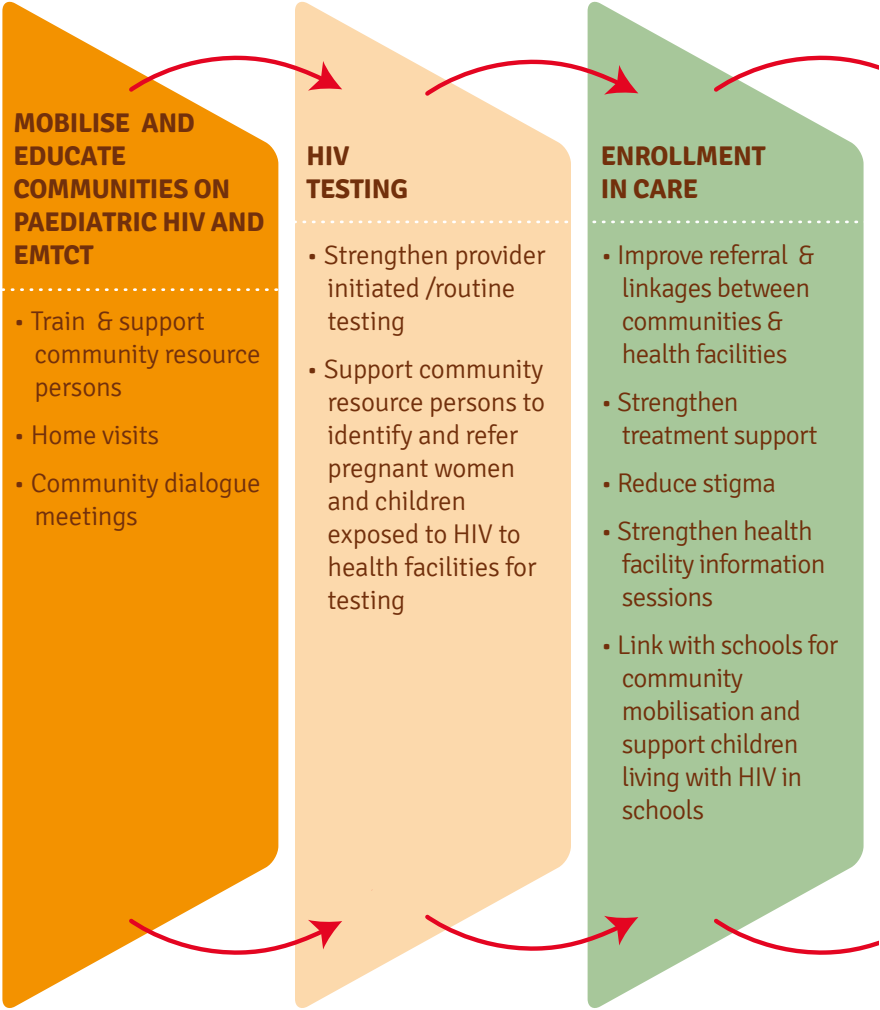 MOBILISE AND
EDUCATE
COMMUNITIES ON
PAEDIATRIC HIV AND
EMTCT
• Train & support
community resource
persons
• Home visits
• Community dialogue
meetings
HIV
TESTING
• Strengthen provider
initiated /routine
testing
• Support community
resource persons to
identify and refer
pregnant women
and children
exposed to HIV to
health facilities for
testing
ENROLLMENT
IN CARE
• Improve referral &
linkages between
communities &
health facilities
• Strengthen
treatment support
• Reduce stigma
• Strengthen health
facility information
sessions
• Link with schools for
community
mobilisation and
support children
living with HIV in
schools